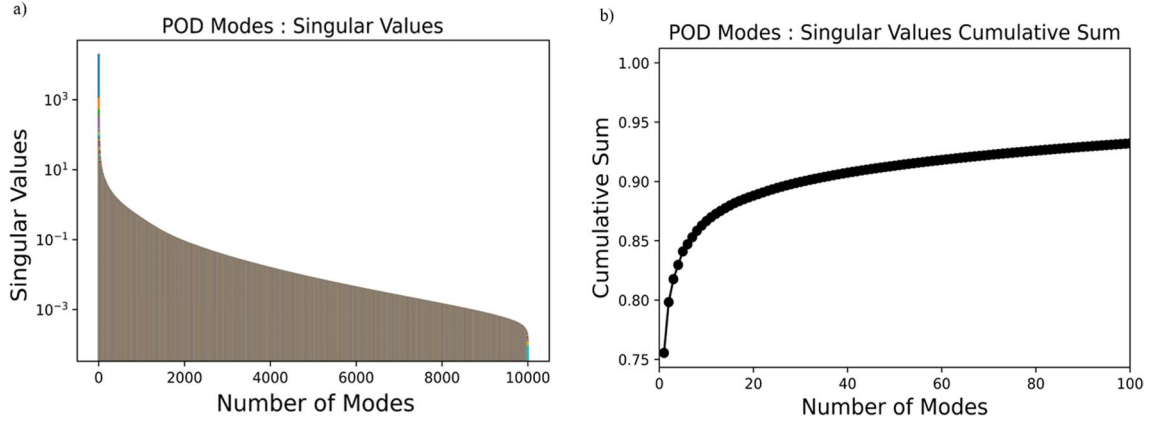 a)
POD Modes : Singular Values
Singular Values
10³
10¹
10⁻¹
10⁻³
0 2000 4000 6000 8000 10000
Number of Modes
b)
POD Modes : Singular Values Cumulative Sum
Cumulative Sum
1.00
0.95
0.90
0.85
0.80
0.75
0 20 40 60 80 100
Number of Modes